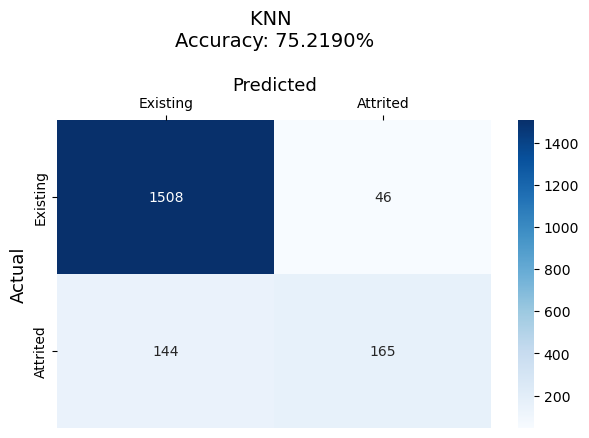 KNN
Accuracy: 75.2190%
Predicted
Existing Attrited
Actual
Existing
1508 46
Attrited
144 165
1400
1200
1000
800
600
400
200